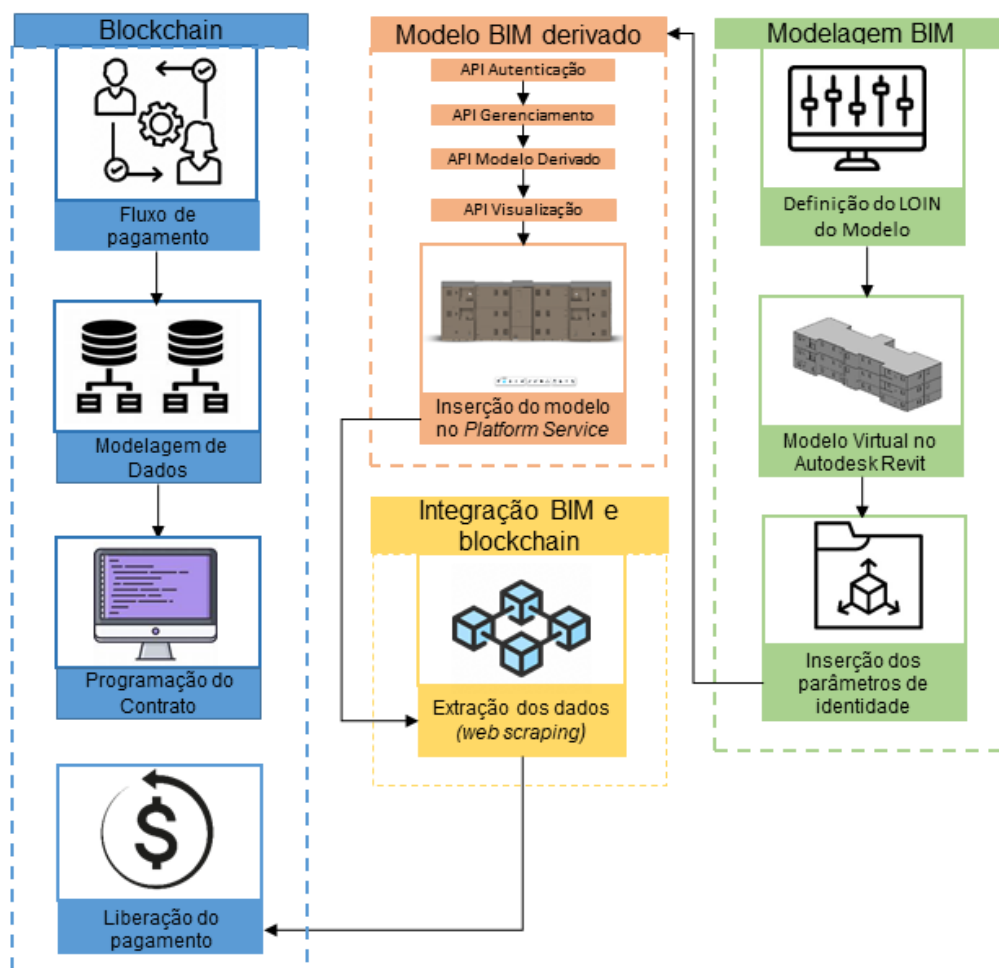 Blockchain
Fluxo de
pagamento
Modelagem de
Dados
Programação do
Contrato
Liberação do
pagamento
Modelo BIM derivado
API Autenticação
API Gerenciamento
API Modelo Derivado
API Visualização
Inserção do modelo
no Platform Service
Integração BIM e
blockchain
Extração dos dados
(web scraping)
Modelagem BIM
Definição do LOIN
do Modelo
Modelo Virtual no
Autodesk Revit
Inserção dos
parâmetros de
identidade